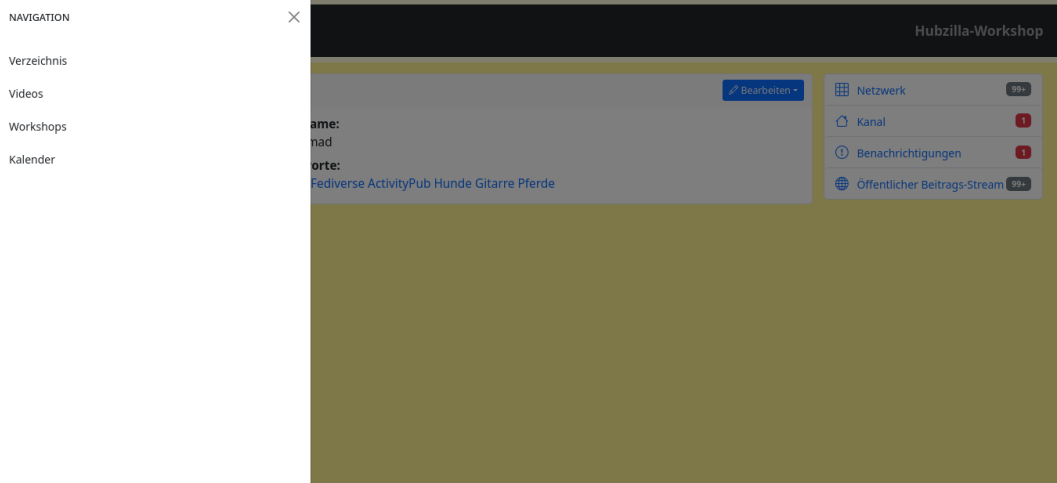 NAVIGATION
Verzeichnis
Videos
Workshops
Kalender
Hubzilla-Workshop
Bearbeiten
ame:
mad
orte:
Fediverse ActivityPub Hunde Gitarre Pferde
Netzwerk 99+
Kanal 1
Benachrichtigungen 1
Öffentlicher Beitrags-Stream 99+